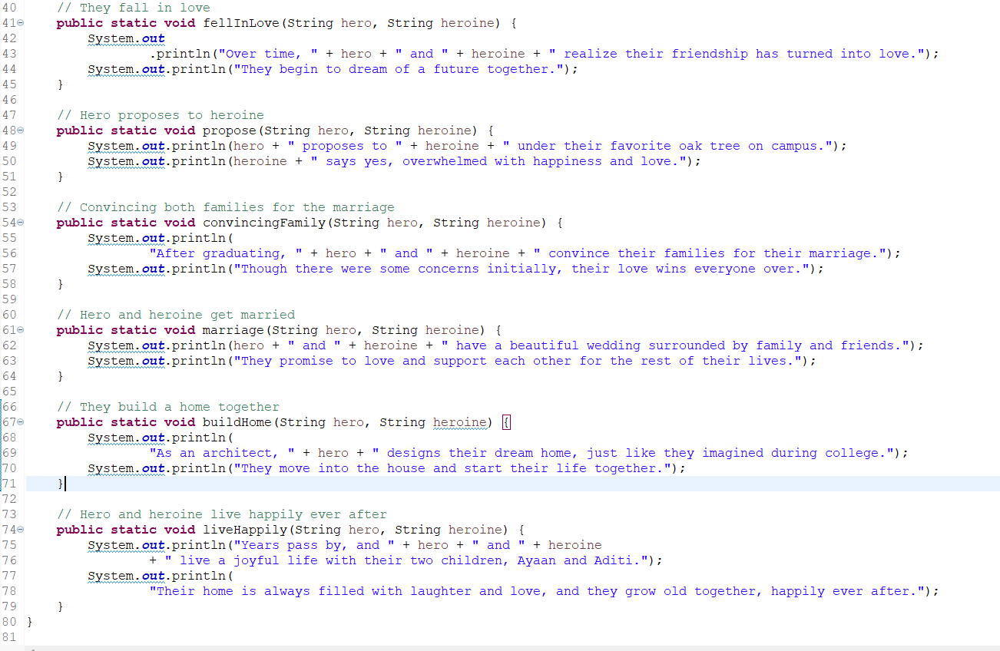 40     // They fall in love
41     public static void fellInLove(String hero, String heroine) {
42         System.out
43                 .println("Over time, " + hero + " and " + heroine + " realize their friendship has turned into love.");
44         System.out.println("They begin to dream of a future together.");
45     }
46
47     // Hero proposes to heroine
48     public static void propose(String hero, String heroine) {
49         System.out.println(hero + " proposes to " + heroine + " under their favorite oak tree on campus.");
50         System.out.println(heroine + " says yes, overwhelmed with happiness and love.");
51     }
52
53     // Convincing both families for the marriage
54     public static void convincingFamily(String hero, String heroine) {
55         System.out.println(
56                 "After graduating, " + hero + " and " + heroine + " convince their families for their marriage.");
57         System.out.println("Though there were some concerns initially, their love wins everyone over.");
58     }
59
60     // Hero and heroine get married
61     public static void marriage(String hero, String heroine) {
62         System.out.println(hero + " and " + heroine + " have a beautiful wedding surrounded by family and friends.");
63         System.out.println("They promise to love and support each other for the rest of their lives.");
64     }
65
66     // They build a home together
67     public static void buildHome(String hero, String heroine) {
68         System.out.println(
69                 "As an architect, " + hero + " designs their dream home, just like they imagined during college.");
70         System.out.println("They move into the house and start their life together.");
71     }
72
73     // Hero and heroine live happily ever after
74     public static void liveHappily(String hero, String heroine) {
75         System.out.println("Years pass by, and " + hero + " and " + heroine
76                 + " live a joyful life with their two children, Ayaan and Aditi.");
77         System.out.println(
78                 "Their home is always filled with laughter and love, and they grow old together, happily ever after.");
79     }
80 }
81